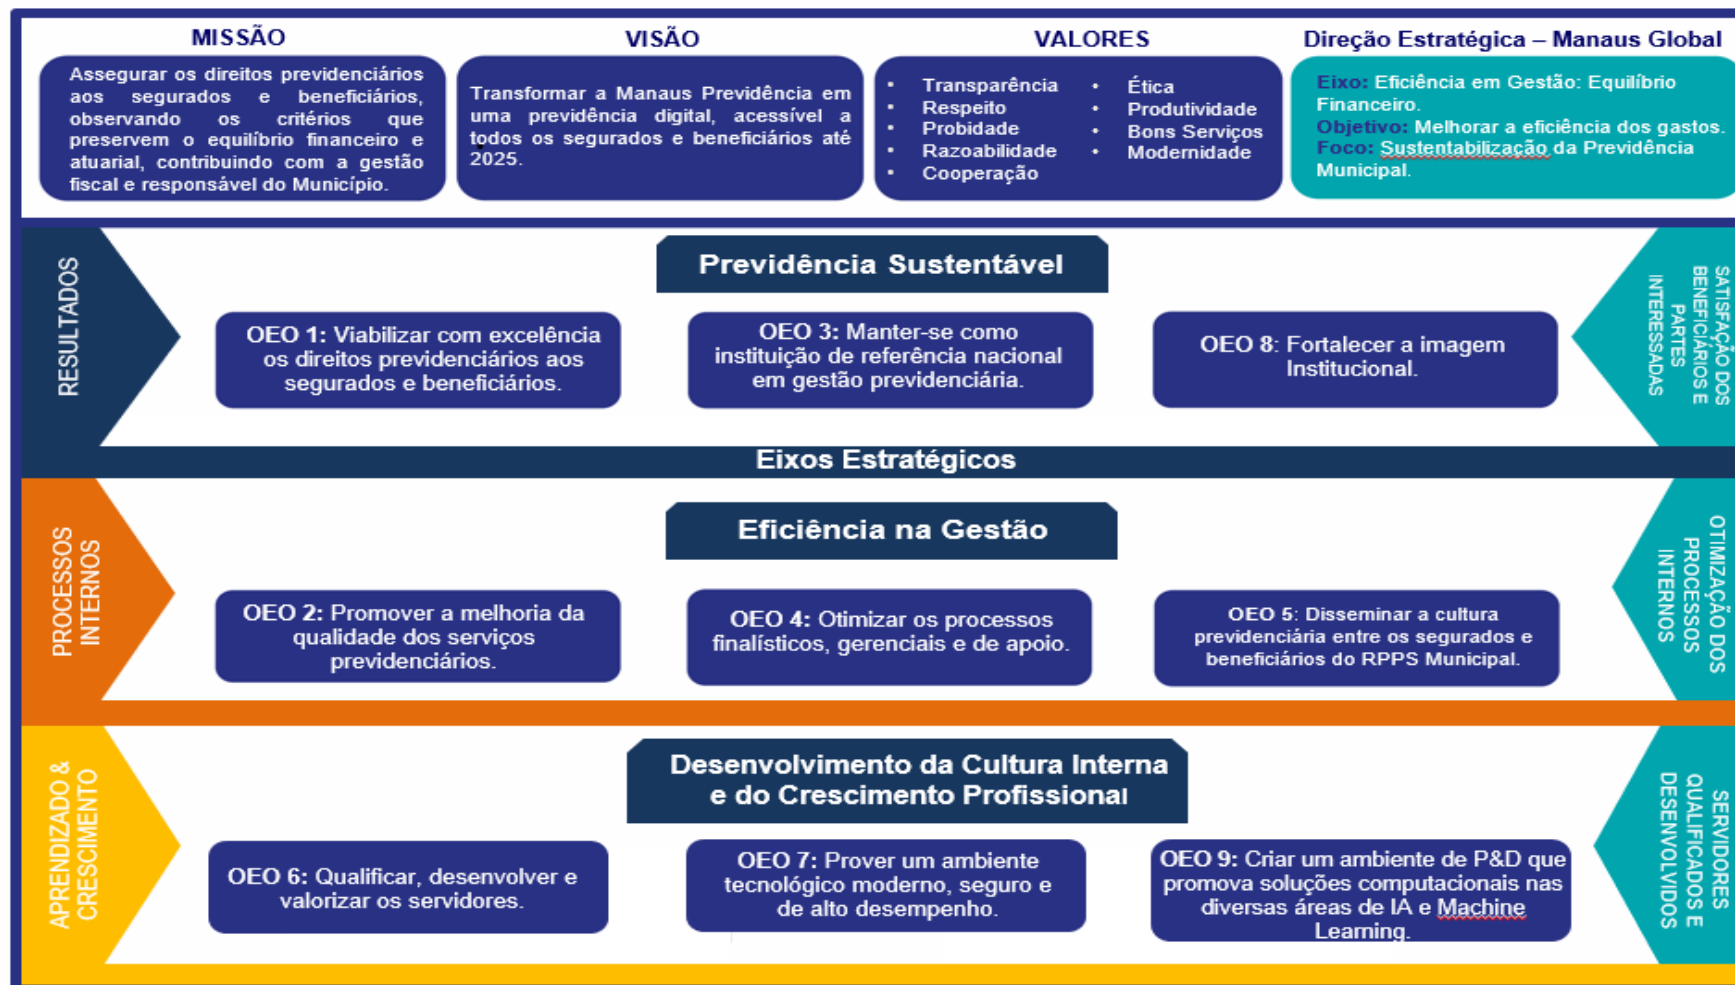 MISSÃO
Assegurar os direitos previdenciários
aos segurados e beneficiários,
observando os critérios que
preservem o equilíbrio financeiro e
atuarial, contribuindo com a gestão
fiscal e responsável do Município.
VISÃO
Transformar a Manaus Previdência em
uma previdência digital, acessível a
todos os segurados e beneficiários até
2025.
VALORES
• Transparência
• Respeito
• Probidade
• Razoabilidade
• Cooperação
• Ética
• Produtividade
• Bons Serviços
• Modernidade
Direção Estratégica – Manaus Global
Eixo: Eficiência em Gestão: Equilíbrio
Financeiro.
Objetivo: Melhorar a eficiência dos gastos.
Foco: Sustentabilização da Previdência
Municipal.
RESULTADOS
Previdência Sustentável
OEO 1: Viabilizar com excelência
os direitos previdenciários aos
segurados e beneficiários.
OEO 3: Manter-se como
instituição de referência nacional
em gestão previdenciária.
OEO 8: Fortalecer a imagem
Institucional.
SATISFAÇÃO DOS
BENEFICIÁRIOS E
PARTES
INTERESSADAS
Eixos Estratégicos
PROCESSOS
INTERNOS
Eficiência na Gestão
OEO 2: Promover a melhoria da
qualidade dos serviços
previdenciários.
OEO 4: Otimizar os processos
finalísticos, gerenciais e de apoio.
OEO 5: Disseminar a cultura
previdenciária entre os segurados e
beneficiários do RPPS Municipal.
OTIMIZAÇÃO DOS
PROCESSOS
INTERNOS
APRENDIZADO &
CRESCIMENTO
Desenvolvimento da Cultura Interna
e do Crescimento Profissional
OEO 6: Qualificar, desenvolver e
valorizar os servidores.
OEO 7: Prover um ambiente
tecnológico moderno, seguro e
de alto desempenho.
OEO 9: Criar um ambiente de P&D que
promova soluções computacionais nas
diversas áreas de IA e Machine
Learning.
SERVIDORES
QUALIFICADOS E
DESENVOLVIDOS